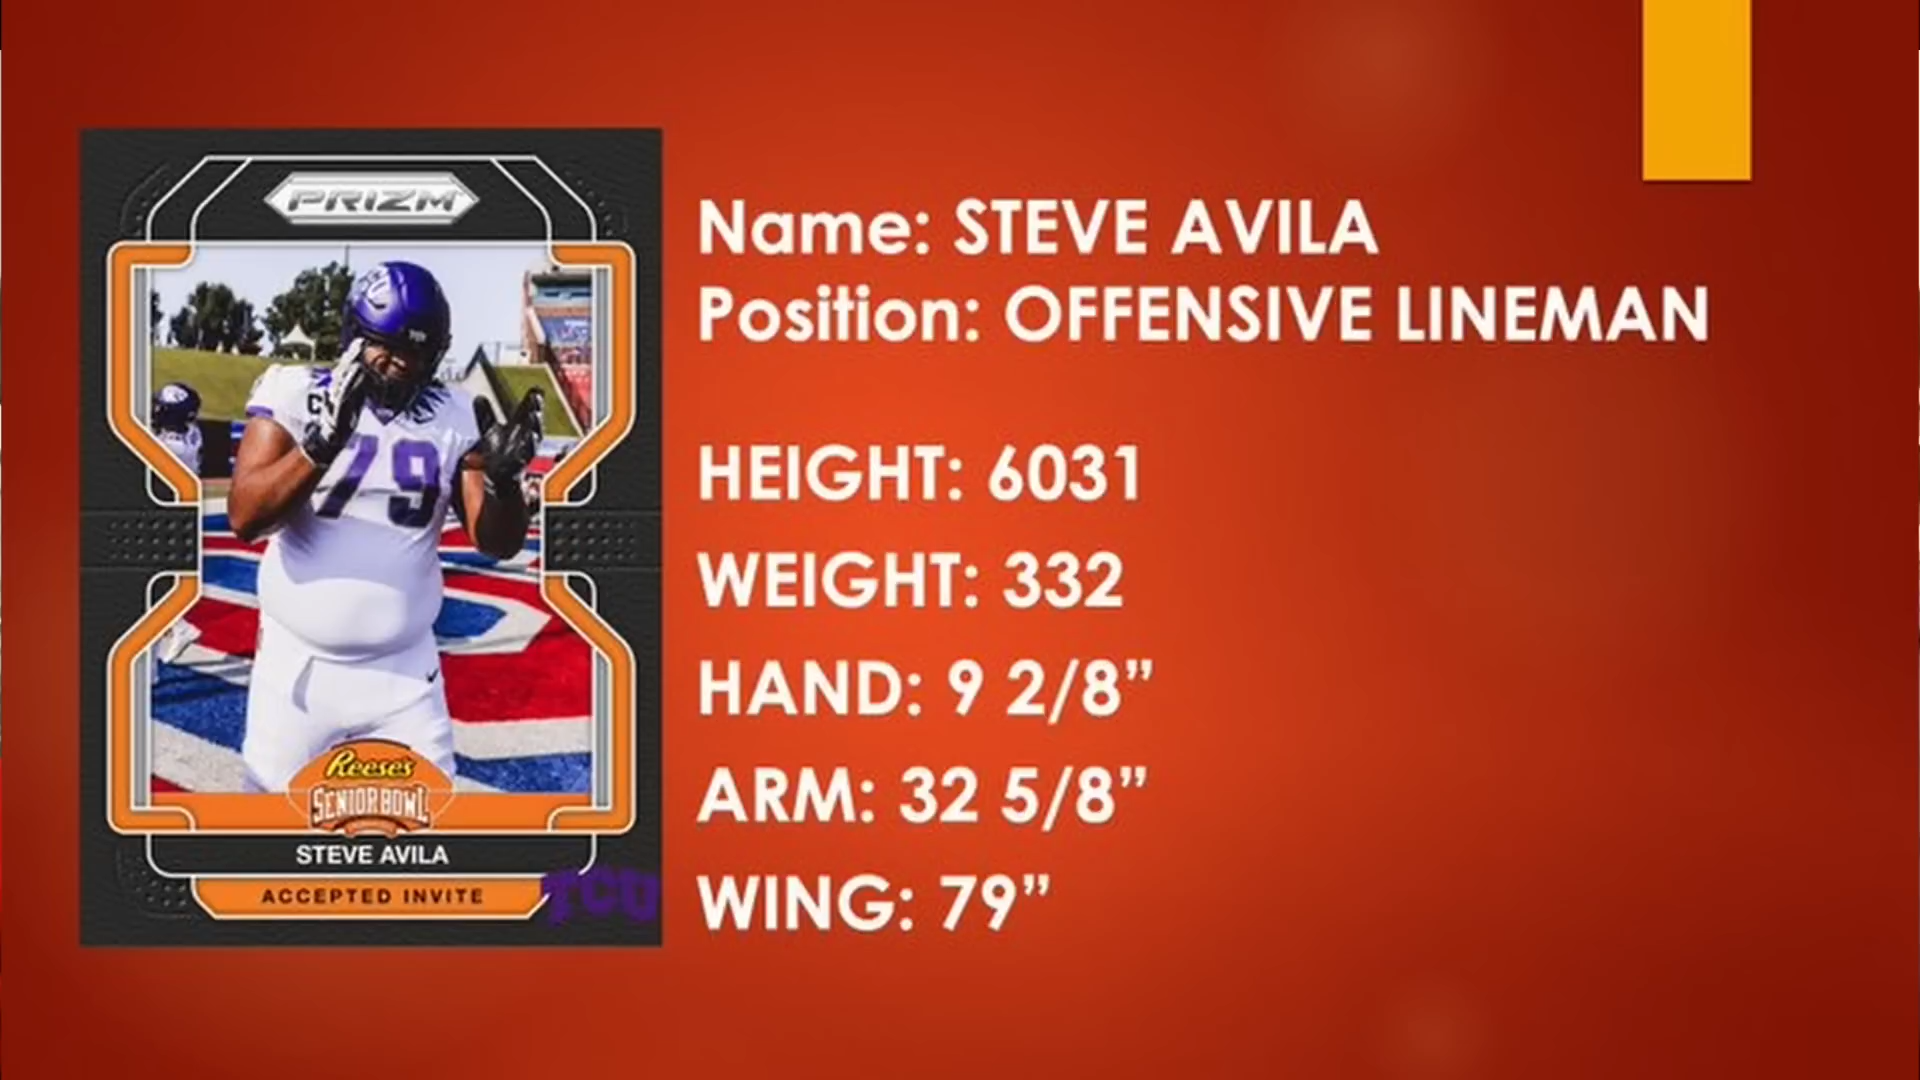 PRIZM
79
Reese's
SENIOR BOWL
STEVE AVILA
ACCEPTED INVITE
TCU
Name: STEVE AVILA
Position: OFFENSIVE LINEMAN
HEIGHT: 6031
WEIGHT: 332
HAND: 9 2/8”
ARM: 32 5/8”
WING: 79”